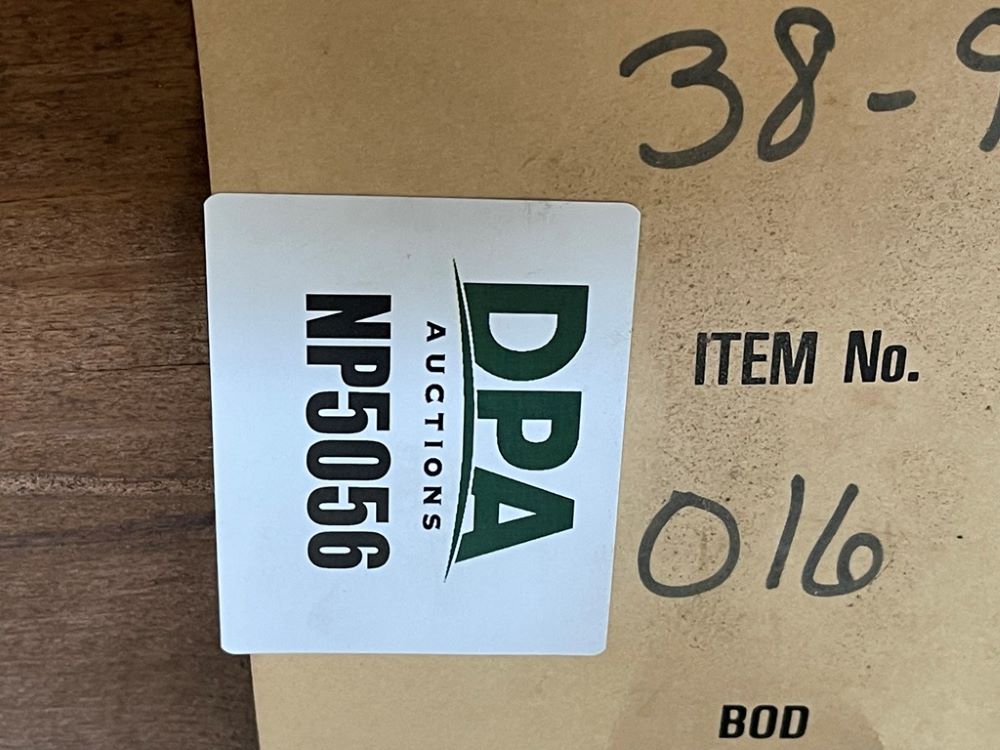 38-9
ITEM No.
016
BOD
DPA
AUCTIONS
NP5056